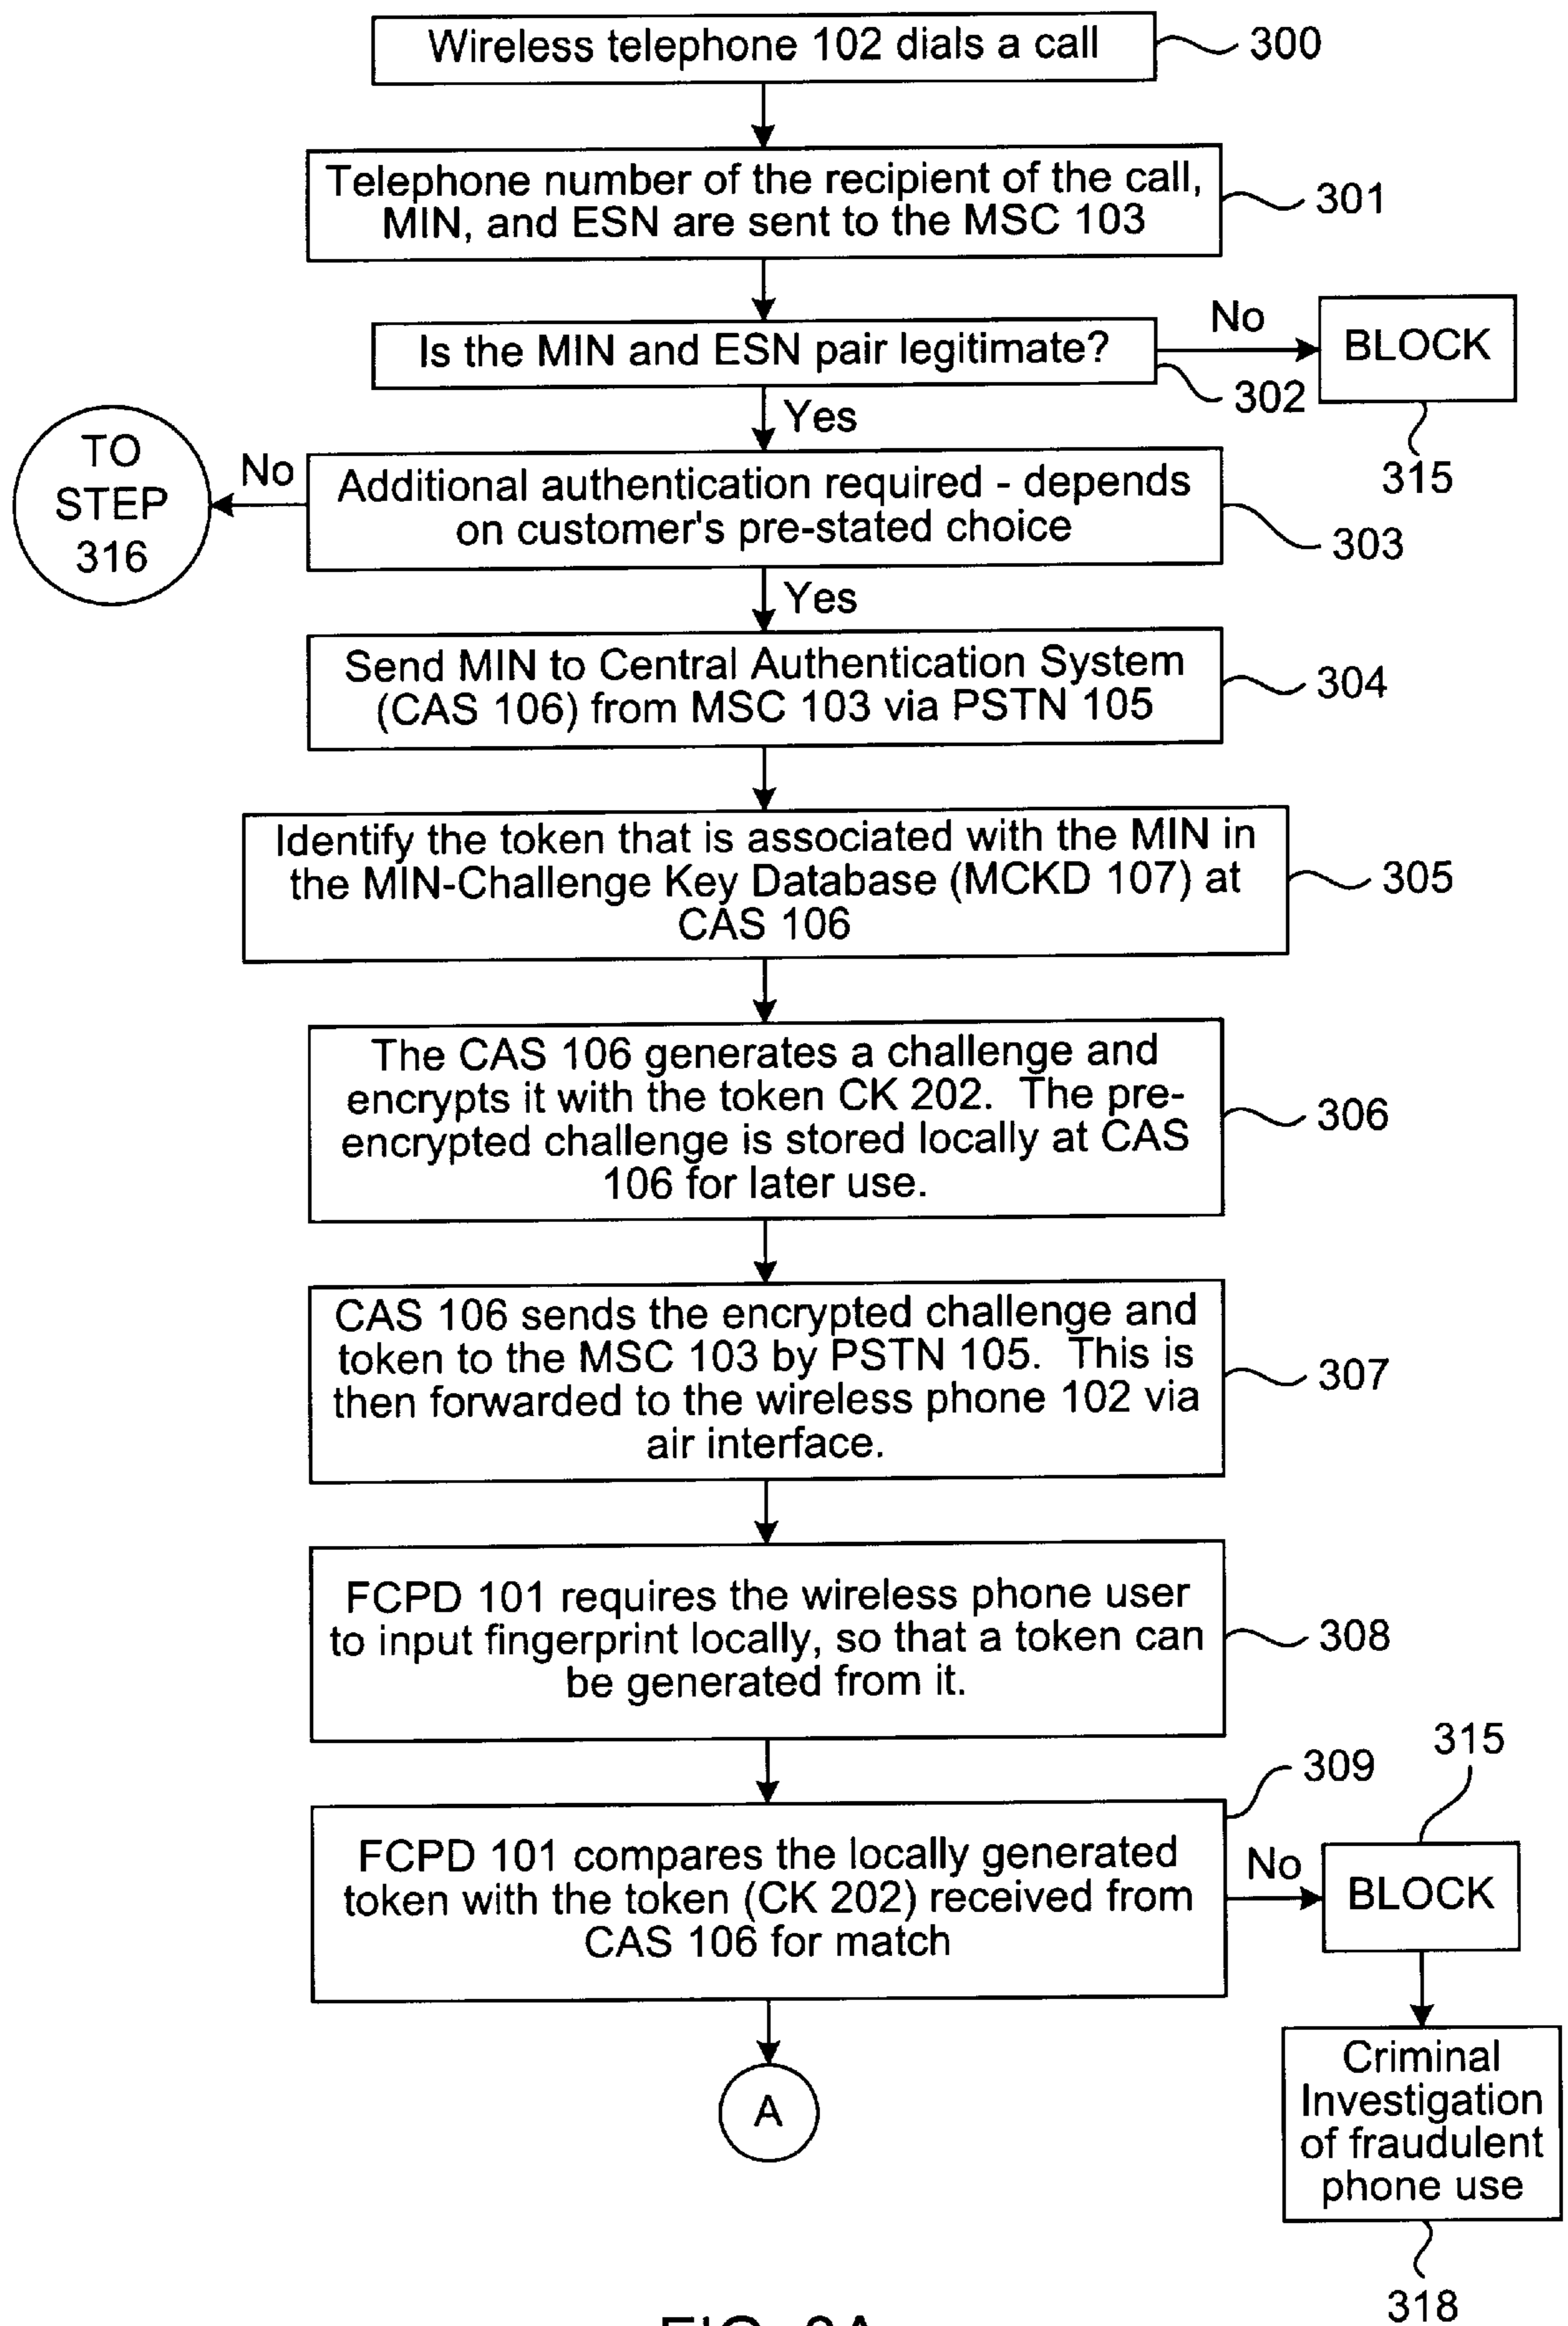 Wireless telephone 102 dials a call
300
Telephone number of the recipient of the call,
MIN, and ESN are sent to the MSC 103
301
Is the MIN and ESN pair legitimate?
302
No
BLOCK
315
Yes
TO
STEP
316
No
Additional authentication required - depends
on customer's pre-stated choice
303
Yes
Send MIN to Central Authentication System
(CAS 106) from MSC 103 via PSTN 105
304
Identify the token that is associated with the MIN in
the MIN-Challenge Key Database (MCKD 107) at
CAS 106
305
The CAS 106 generates a challenge and
encrypts it with the token CK 202. The pre-
encrypted challenge is stored locally at CAS
106 for later use.
306
CAS 106 sends the encrypted challenge and
token to the MSC 103 by PSTN 105. This is
then forwarded to the wireless phone 102 via
air interface.
307
FCPD 101 requires the wireless phone user
to input fingerprint locally, so that a token can
be generated from it.
308
FCPD 101 compares the locally generated
token with the token (CK 202) received from
CAS 106 for match
309
No
315
BLOCK
A
Criminal
Investigation
of fraudulent
phone use
318